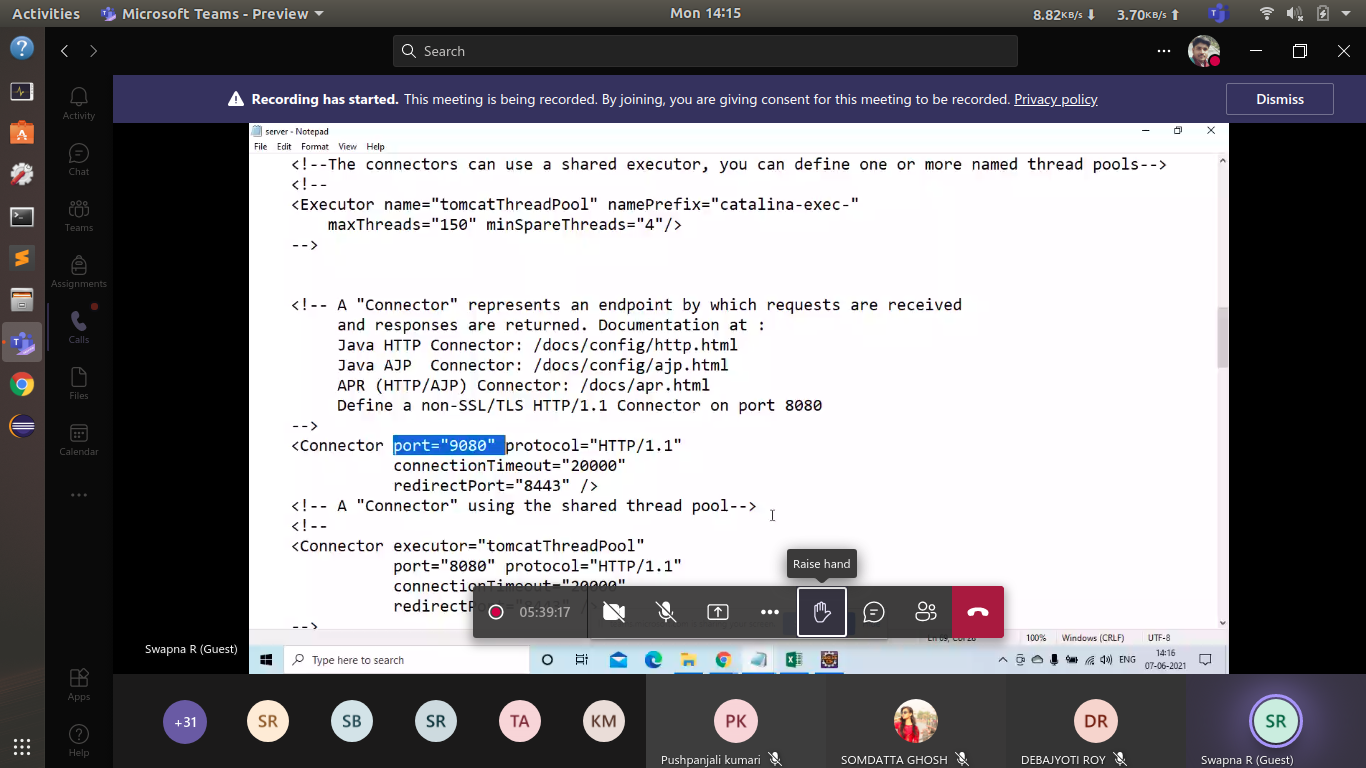 Activities
Microsoft Teams - Preview
Mon 14:15
8.82KB/s
3.70KB/s
Search
Activity
Chat
Teams
Assignments
Calls
Files
Calendar
Apps
Help
Recording has started. This meeting is being recorded. By joining, you are giving consent for this meeting to be recorded. Privacy policy
Dismiss
server - Notepad
File Edit Format View Help
<!--The connectors can use a shared executor, you can define one or more named thread pools-->
<!--
<Executor name="tomcatThreadPool" namePrefix="catalina-exec-"
maxThreads="150" minSpareThreads="4"/>
-->
<!-- A "Connector" represents an endpoint by which requests are received
and responses are returned. Documentation at :
Java HTTP Connector: /docs/config/http.html
Java AJP  Connector: /docs/config/ajp.html
APR (HTTP/AJP) Connector: /docs/apr.html
Define a non-SSL/TLS HTTP/1.1 Connector on port 8080
-->
<Connector port="9080" protocol="HTTP/1.1"
connectionTimeout="20000"
redirectPort="8443" />
<!-- A "Connector" using the shared thread pool-->
<!--
<Connector executor="tomcatThreadPool"
port="8080" protocol="HTTP/1.1"
connectionTimeout="20000"
-->
Raise hand
05:39:17
100%
Windows (CRLF)
UTF-8
Swapna R (Guest)
Type here to search
ENG
14:16
07-06-2021
+31
SR
SB
SR
TA
KM
PK
Pushpanjali kumari
SOMDATTA GHOSH
DR
DEBAJYOTI ROY
SR
Swapna R (Guest)